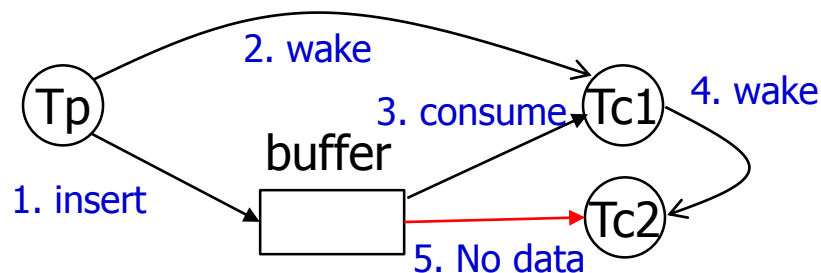 2. wake
Tp
Tc1
4. wake
3. consume
buffer
1. insert
Tc2
5. No data